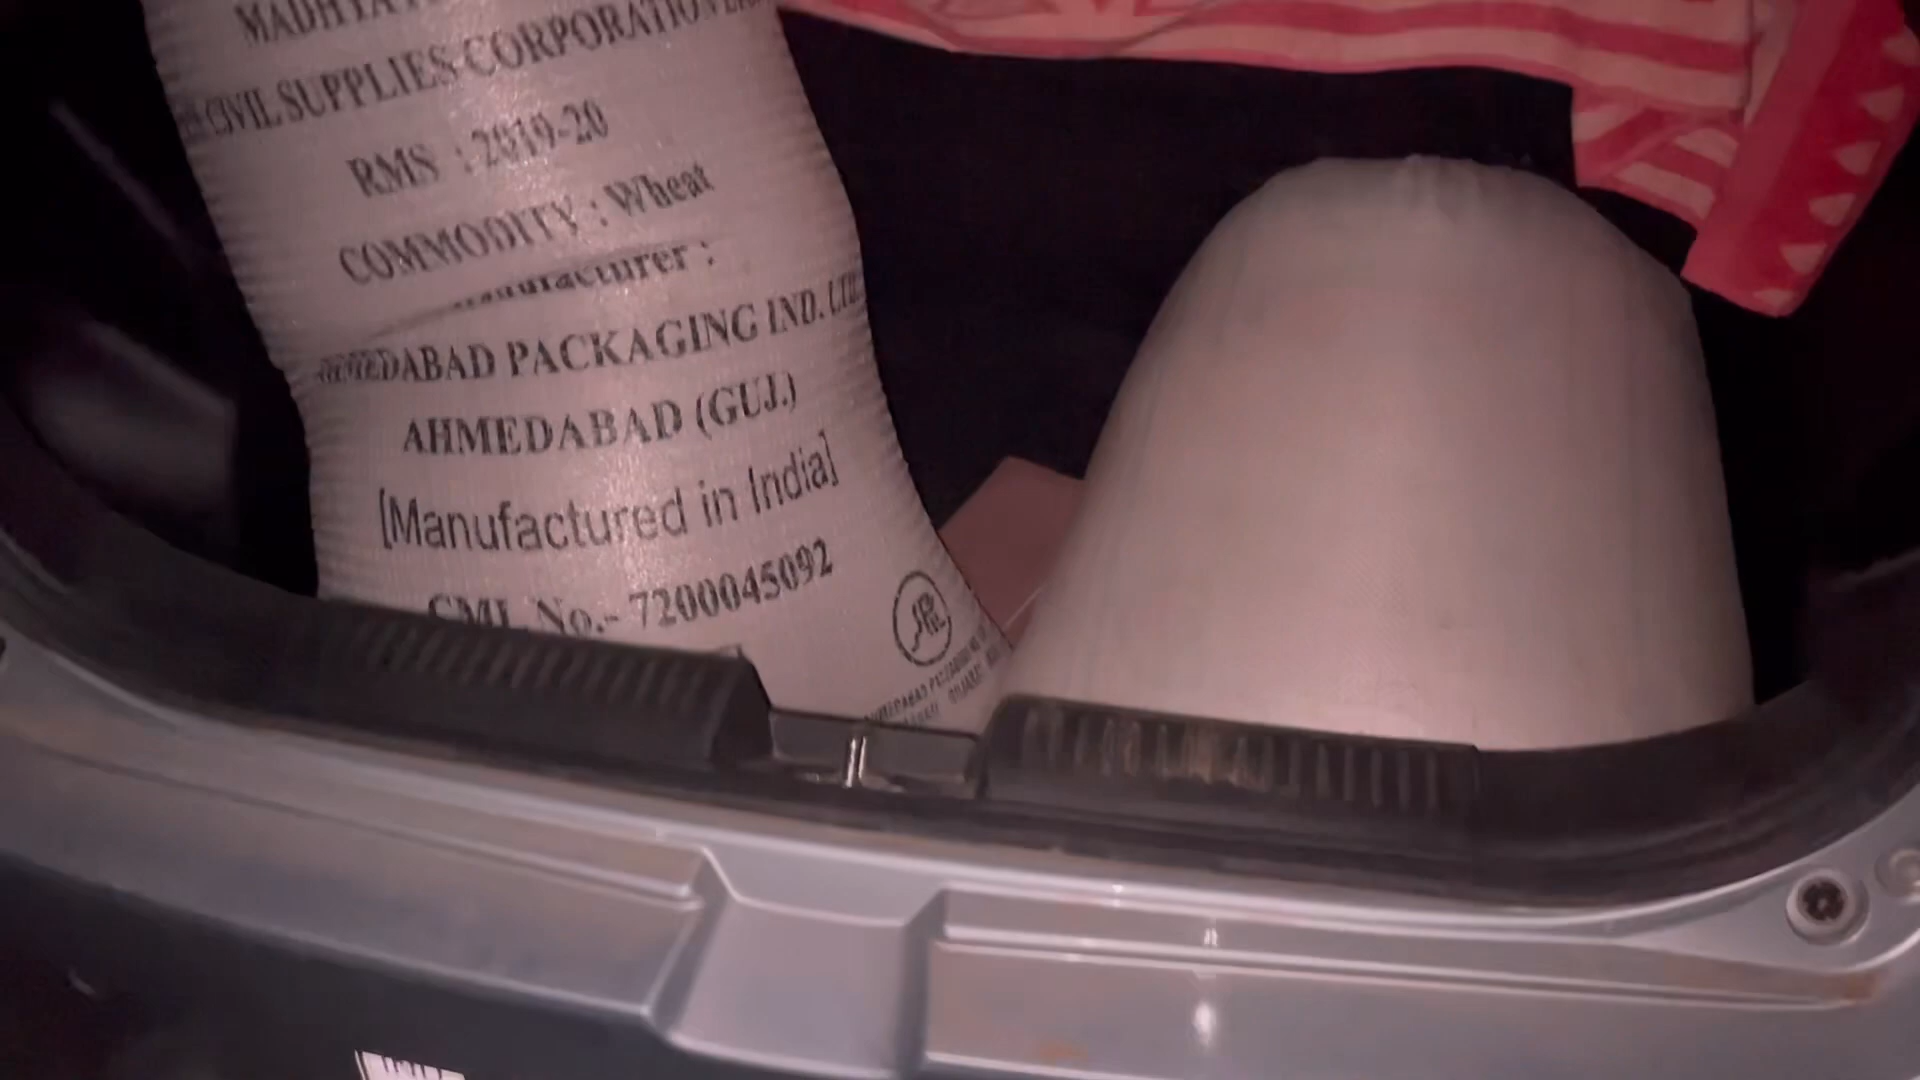 CIVIL SUPPLIES CORPORATION
RMS : 2019-20
COMMODITY : Wheat
Manufacturer :
AHMEDABAD PACKAGING IND. LTD.
AHMEDABAD (GUJ.)
[Manufactured in India]
CML No.- 7200045092